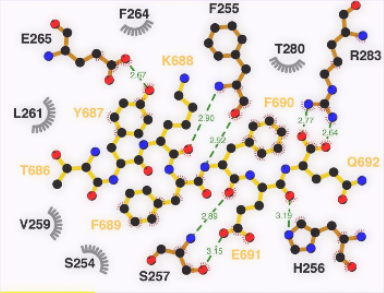 F264
F255
R283
E265
K688
T280
2.67
L261
Y687
2.90
F690
2.77
2.64
2.92
T686
Q692
V259
F689
2.89
3.19
S254
3.15
E691
S257
H256